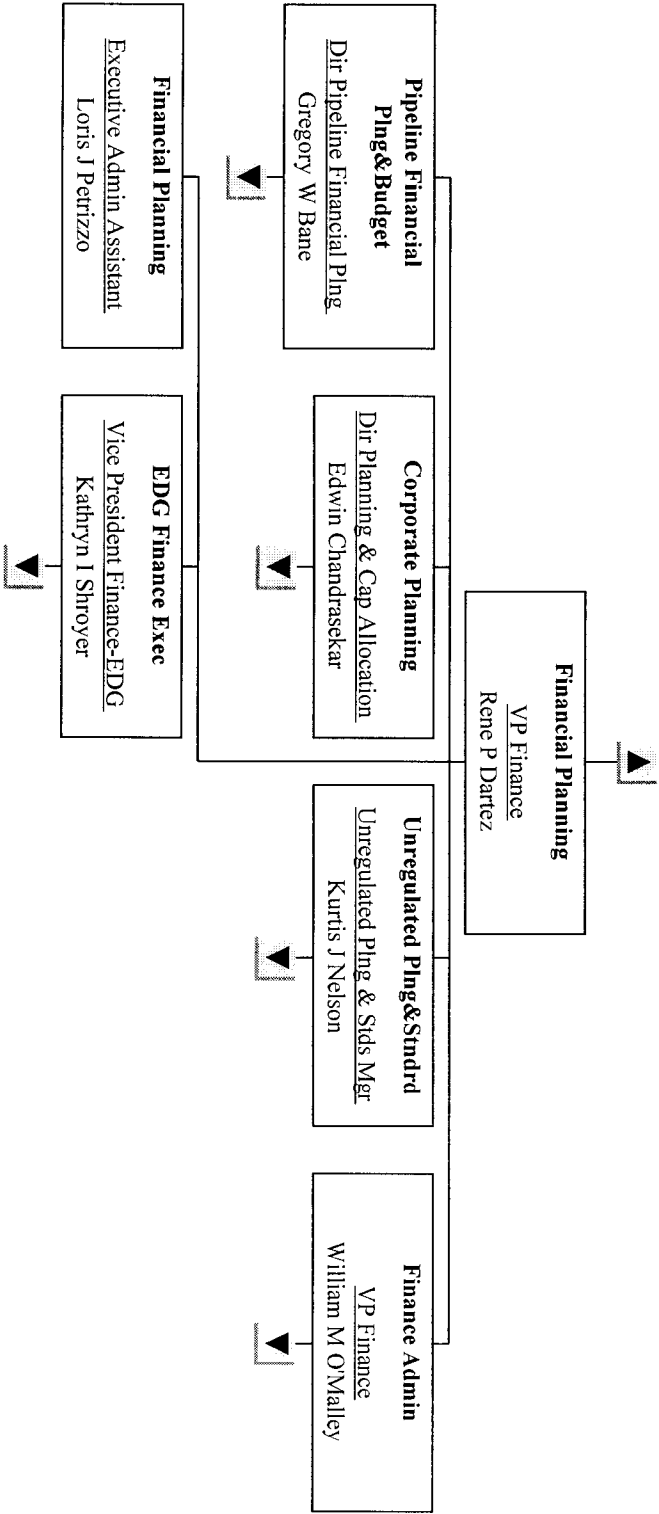 Financial Planning
VP Finance
Rene P Dartez
Pipeline Financial
Plng&Budget
Dir Pipeline Financial Plng
Gregory W Bane
Corporate Planning
Dir Planning & Cap Allocation
Edwin Chandrasekar
Unregulated Plng&Stndrd
Unregulated Plng & Stds Mgr
Kurtis J Nelson
Finance Admin
VP Finance
William M O'Malley
Financial Planning
Executive Admin Assistant
Loris J Petrizzo
EDG Finance Exec
Vice President Finance-EDG
Kathryn I Shroyer